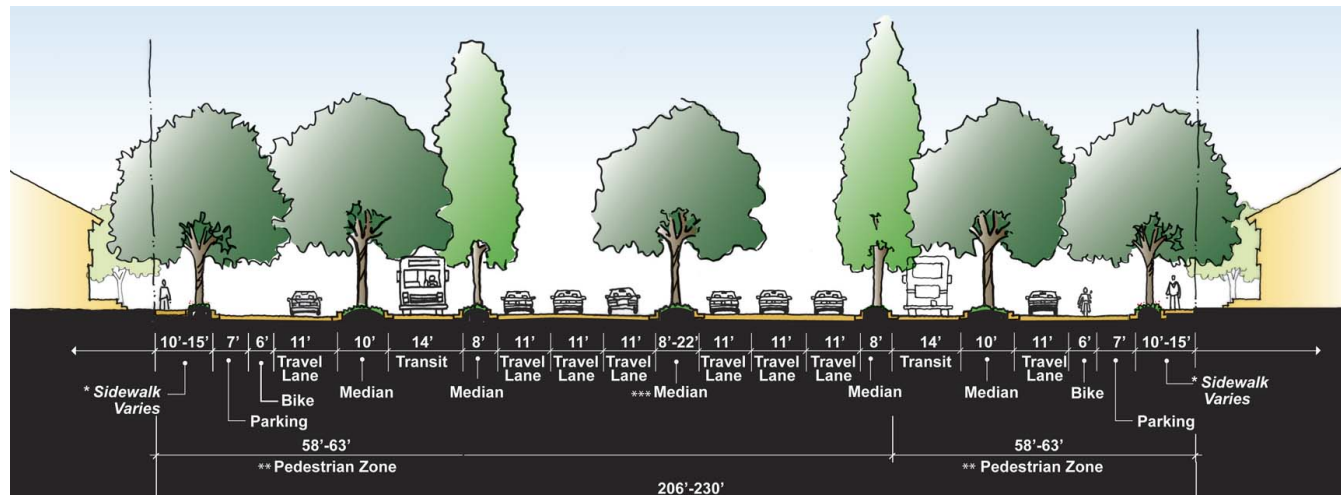 10'-15' 7' 6' 11' 10' 14' 8' 11' 11' 11' 8'-22' 11' 11' 11' 8' 14' 10' 11' 6' 7' 10'-15'
Travel Lane Median Transit Median Travel Lane Travel Lane Travel Lane *** Median Travel Lane Travel Lane Travel Lane Median Transit Median Travel Lane Bike
* Sidewalk Varies
Bike
Parking
Parking
* Sidewalk Varies
58'-63' 58'-63'
** Pedestrian Zone ** Pedestrian Zone
206'-230'